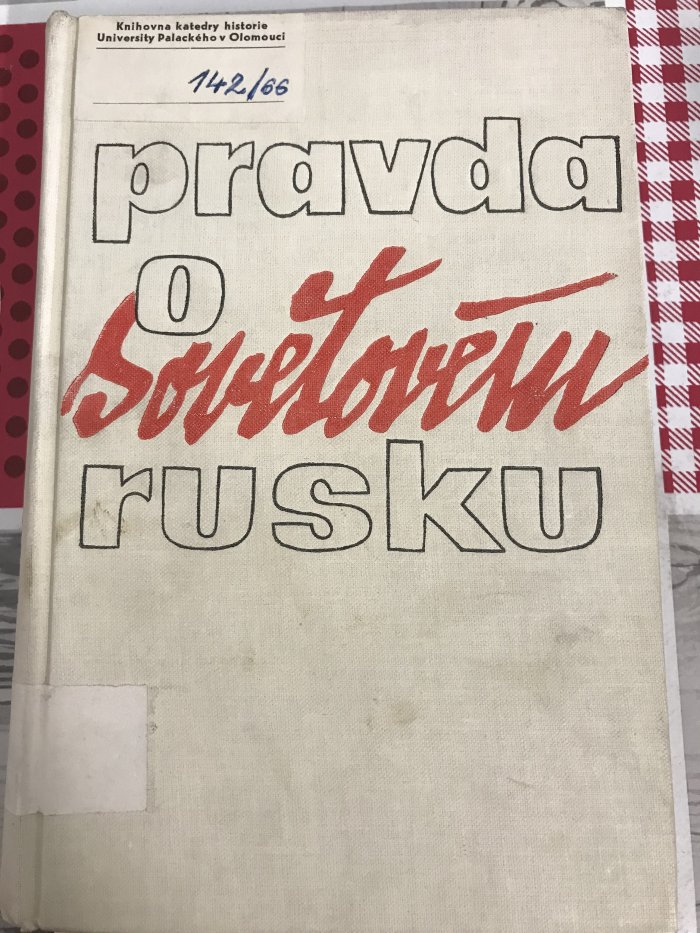 Knihovna katedry historie
University Palackého v Olomouci
142/66
pravda
o
Sovětovém
rusku